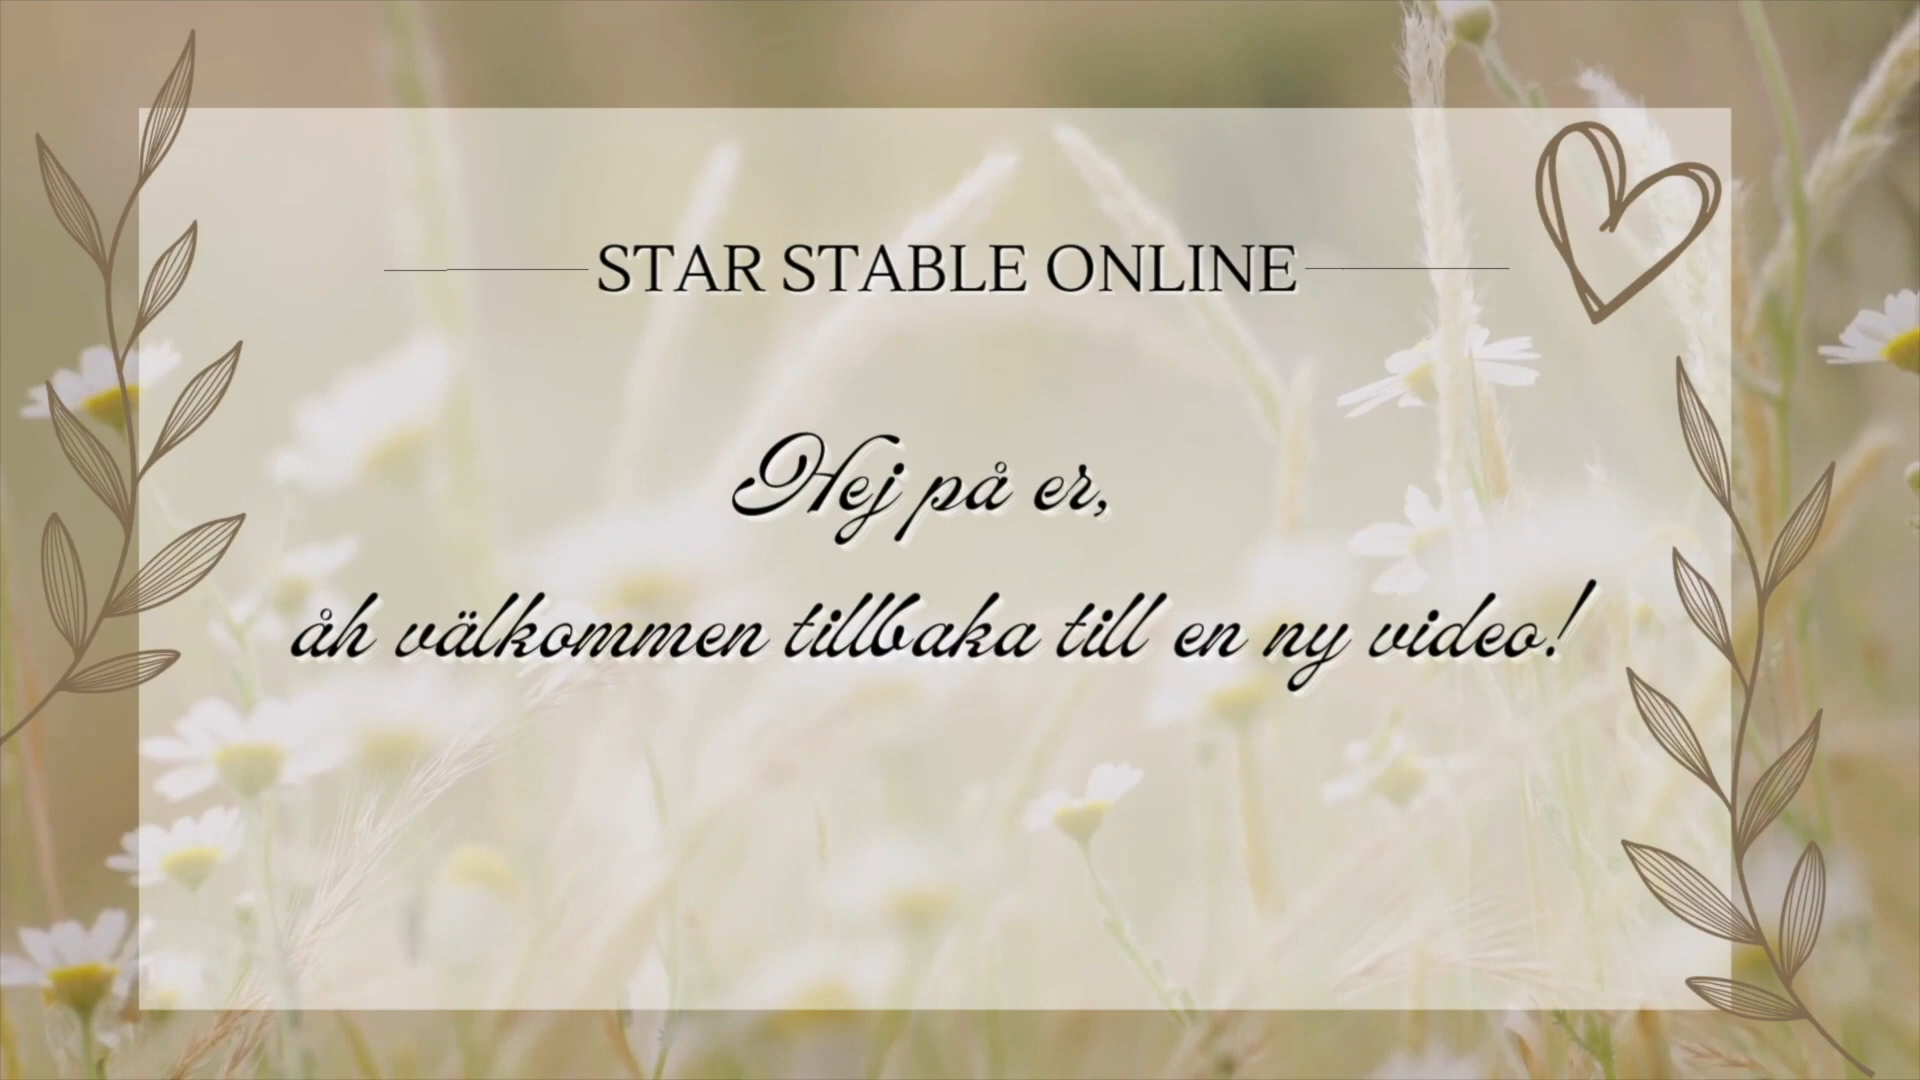 STAR STABLE ONLINE
Hej på er,
åh välkommen tillbaka till en ny video!